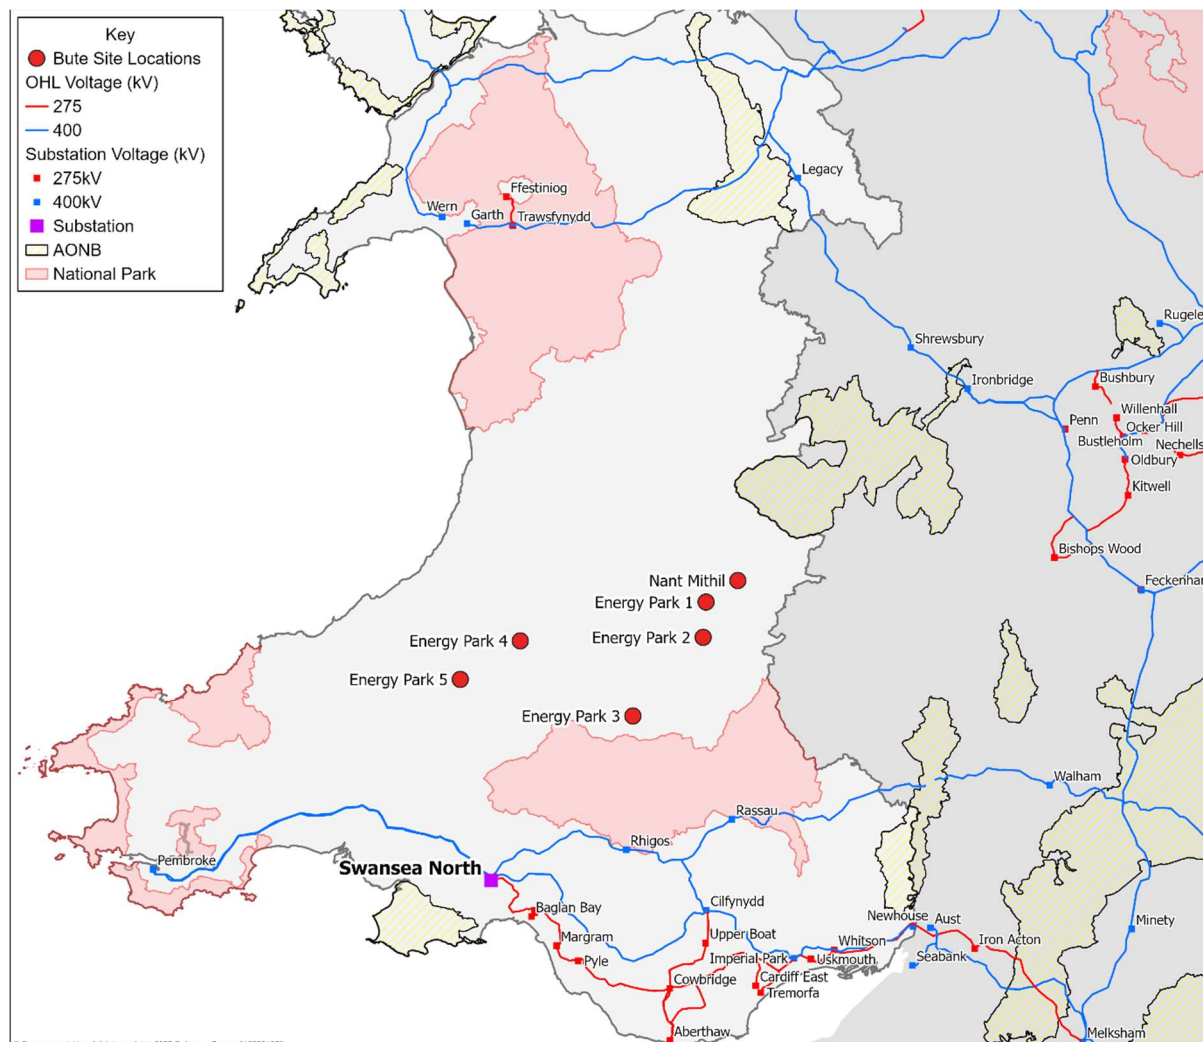 Key
Bute Site Locations
OHL Voltage (kV)
275
400
Substation Voltage (kV)
275kV
400kV
Substation
AONB
National Park
Legacy
Ffestiniog
Wern
Garth
Trawsfynydd
Shrewsbury
Rugele
Ironbridge
Bushbury
Willenhall
Penn
Ocker Hill
Bustleholm
Nechells
Oldbury
Kitwell
Bishops Wood
Nant Mithil
Feckenhan
Energy Park 1
Energy Park 2
Energy Park 4
Energy Park 5
Energy Park 3
Walham
Rassau
Rhigos
Pembroke
Swansea North
Baglan Bay
Cilfynydd
Newhouse
Aust
Minety
Margram
Upper Boat
Whitson
Iron Acton
Pyle
Imperial Park
Uskmouth
Seabank
Cowbridge
Cardiff East
Tremorfa
Aberthaw
Melksham